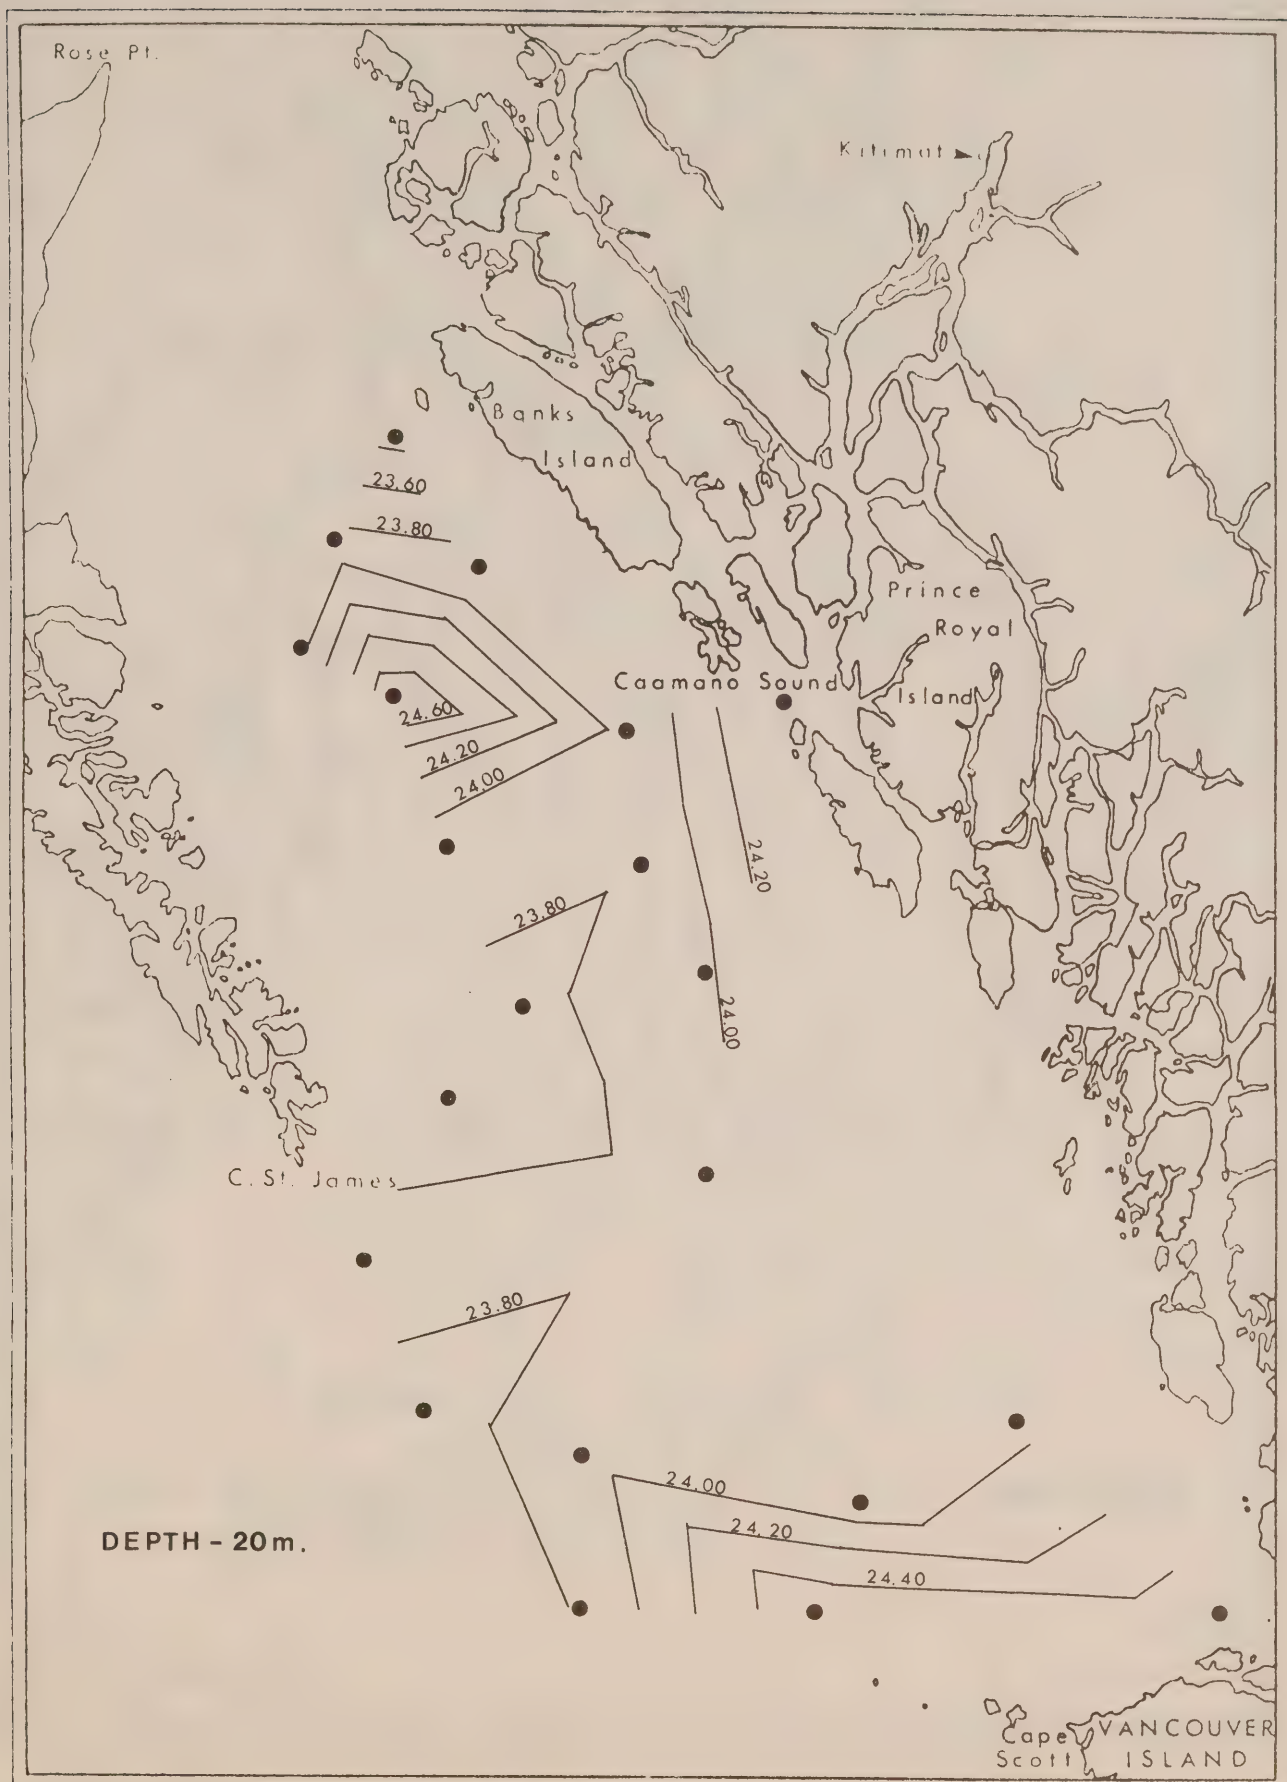 Rose Pt.
Kitimat
Banks
Island
23.60
23.80
Prince
Royal
Island
Caamano Sound
24.60
24.20
24.00
24.20
23.80
24.00
C. St. James
23.80
24.00
24.20
24.40
DEPTH - 20 m.
Cape
Scott
VANCOUVER
ISLAND